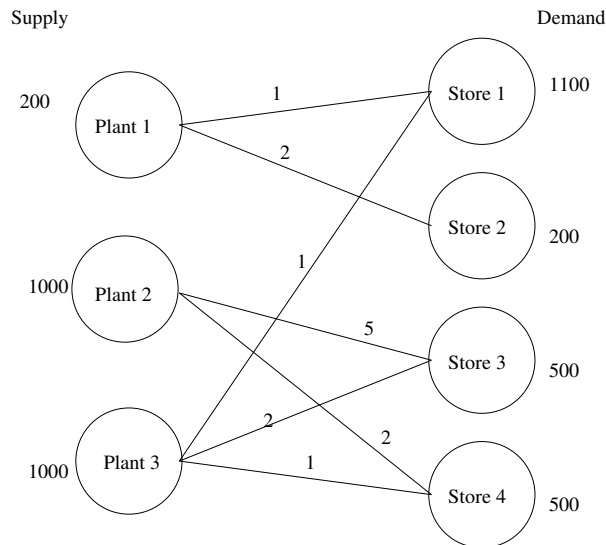 Supply
Demand
200
Plant 1
1
Store 1
1100
2
Store 2
200
1
1000
Plant 2
5
Store 3
500
2
2
1000
Plant 3
1
Store 4
500